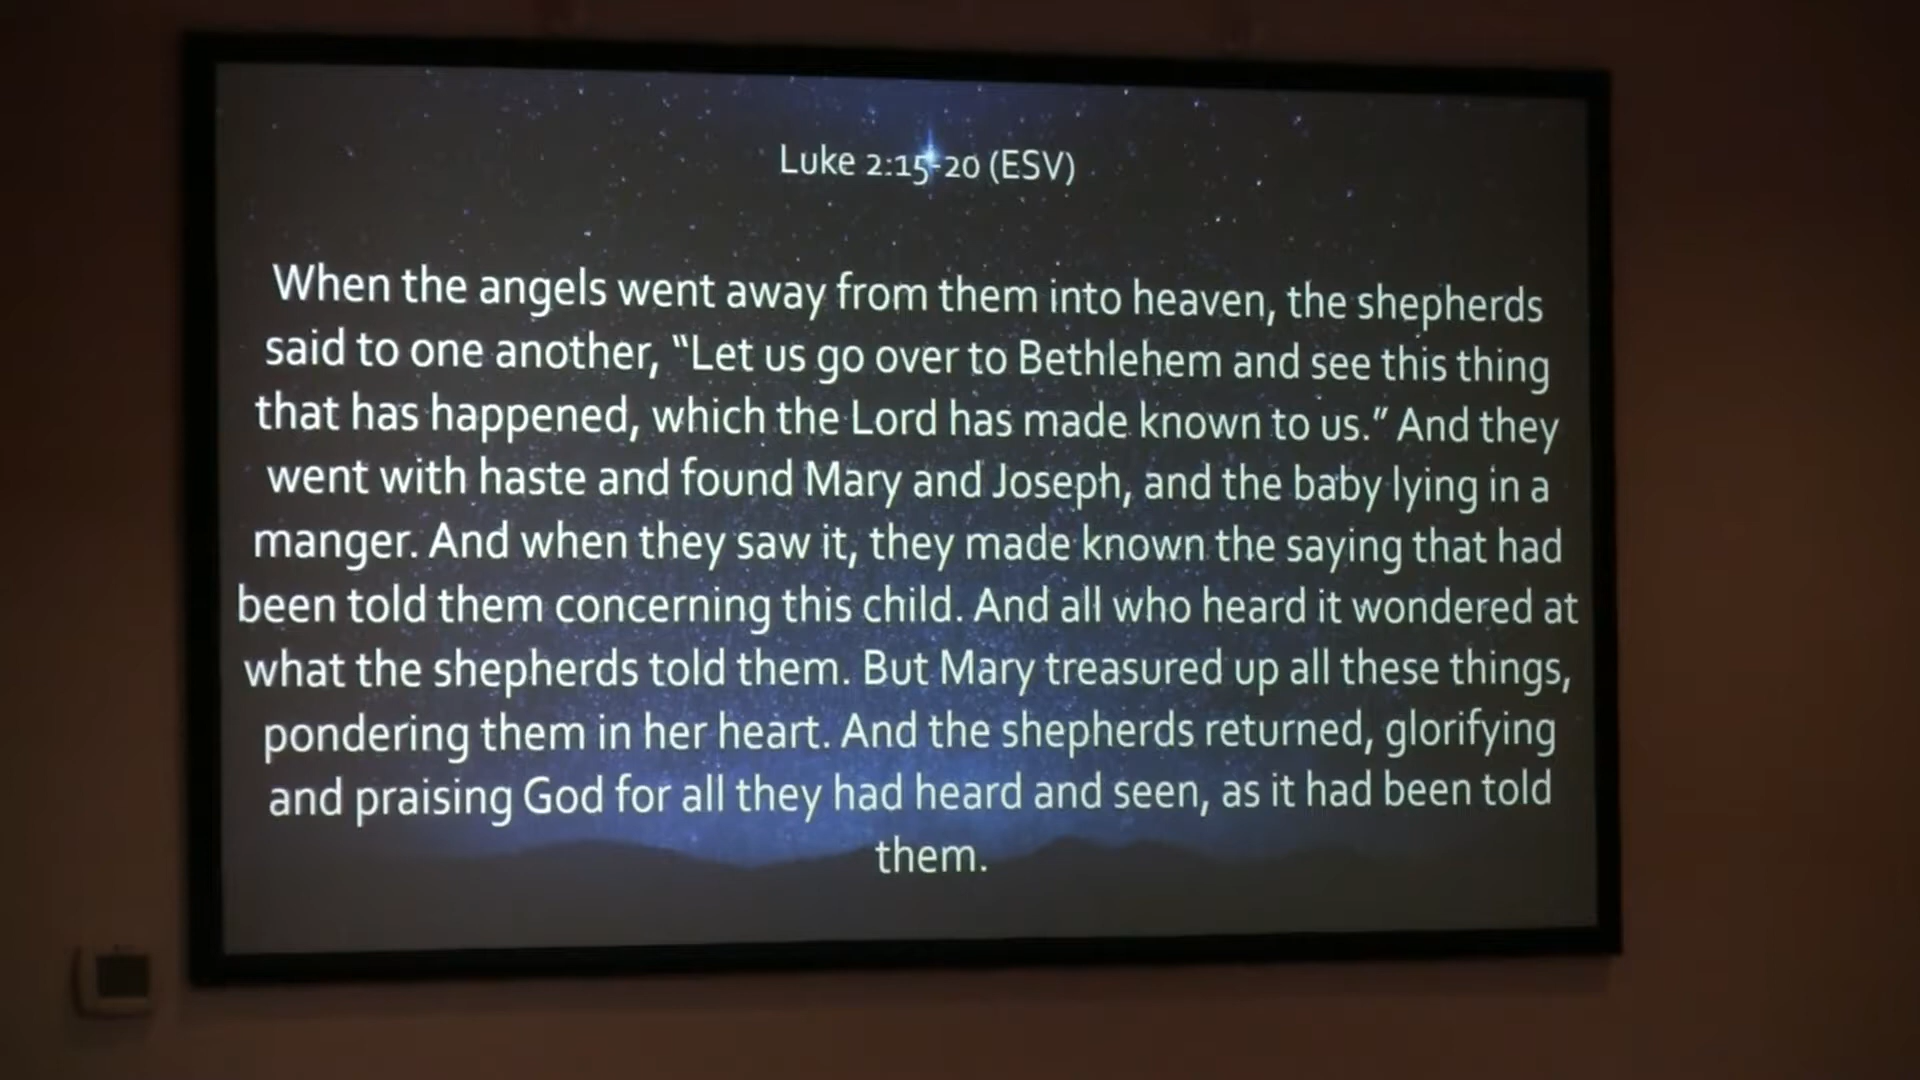 Luke 2:15-20 (ESV)
When the angels went away from them into heaven, the shepherds
said to one another, “Let us go over to Bethlehem and see this thing
that has happened, which the Lord has made known to us.” And they
went with haste and found Mary and Joseph, and the baby lying in a
manger. And when they saw it, they made known the saying that had
been told them concerning this child. And all who heard it wondered at
what the shepherds told them. But Mary treasured up all these things,
pondering them in her heart. And the shepherds returned, glorifying
and praising God for all they had heard and seen, as it had been told
them.